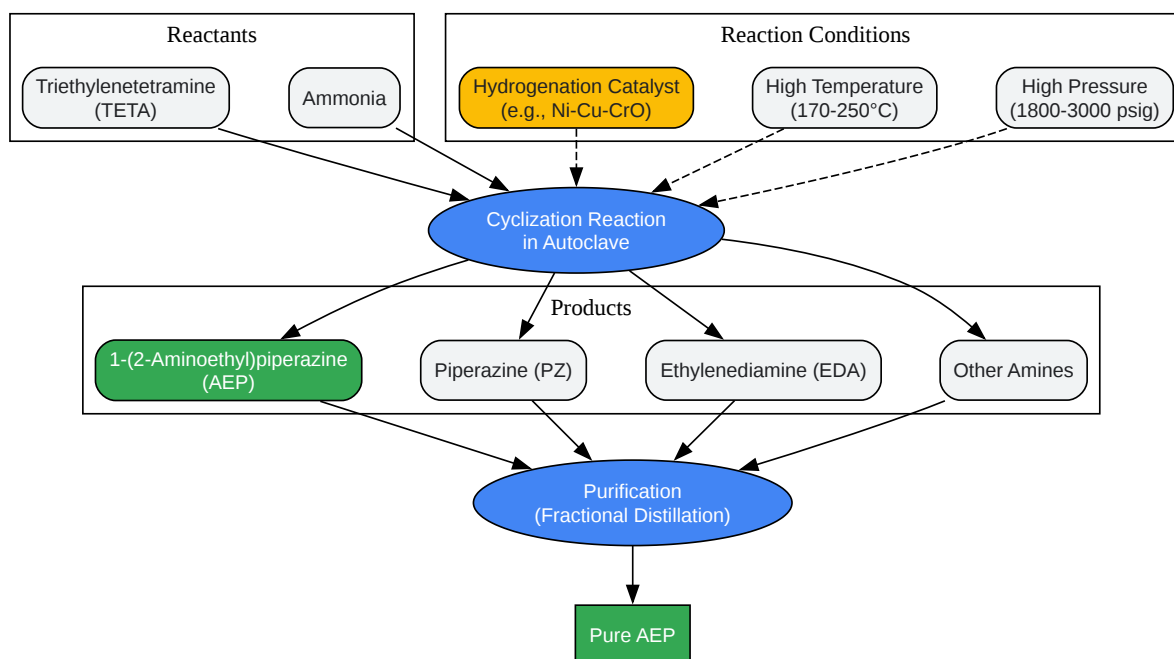 Reactants
Reaction Conditions
Triethylenetetramine
(TETA)
Ammonia
Hydrogenation Catalyst
(e.g., Ni-Cu-CrO)
High Temperature
(170-250°C)
High Pressure
(1800-3000 psig)
Cyclization Reaction
in Autoclave
Products
1-(2-Aminoethyl)piperazine
(AEP)
Piperazine (PZ)
Ethylenediamine (EDA)
Other Amines
Purification
(Fractional Distillation)
Pure AEP